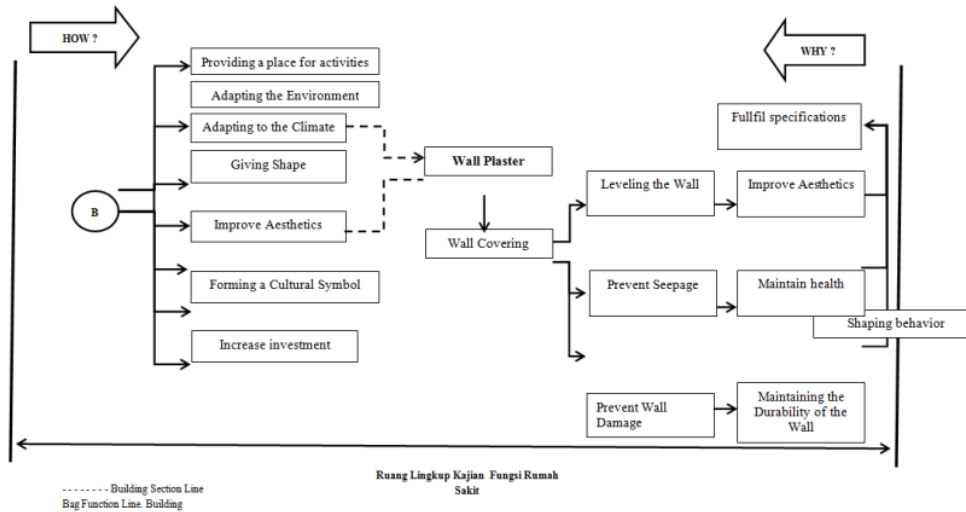 HOW ?
WHY ?
Providing a place for activities
Adapting the Environment
Adapting to the Climate
Giving Shape
B
Improve Aesthetics
Forming a Cultural Symbol
Increase investment
Wall Plaster
Wall Covering
Leveling the Wall
Prevent Seepage
Prevent Wall
Damage
Fullfil specifications
Improve Aesthetics
Maintain health
Shaping behavior
Maintaining the
Durability of the
Wall
Ruang Lingkup Kajian Fungsi Rumah
Sakit
-------- Building Section Line
Bag Function Line. Building